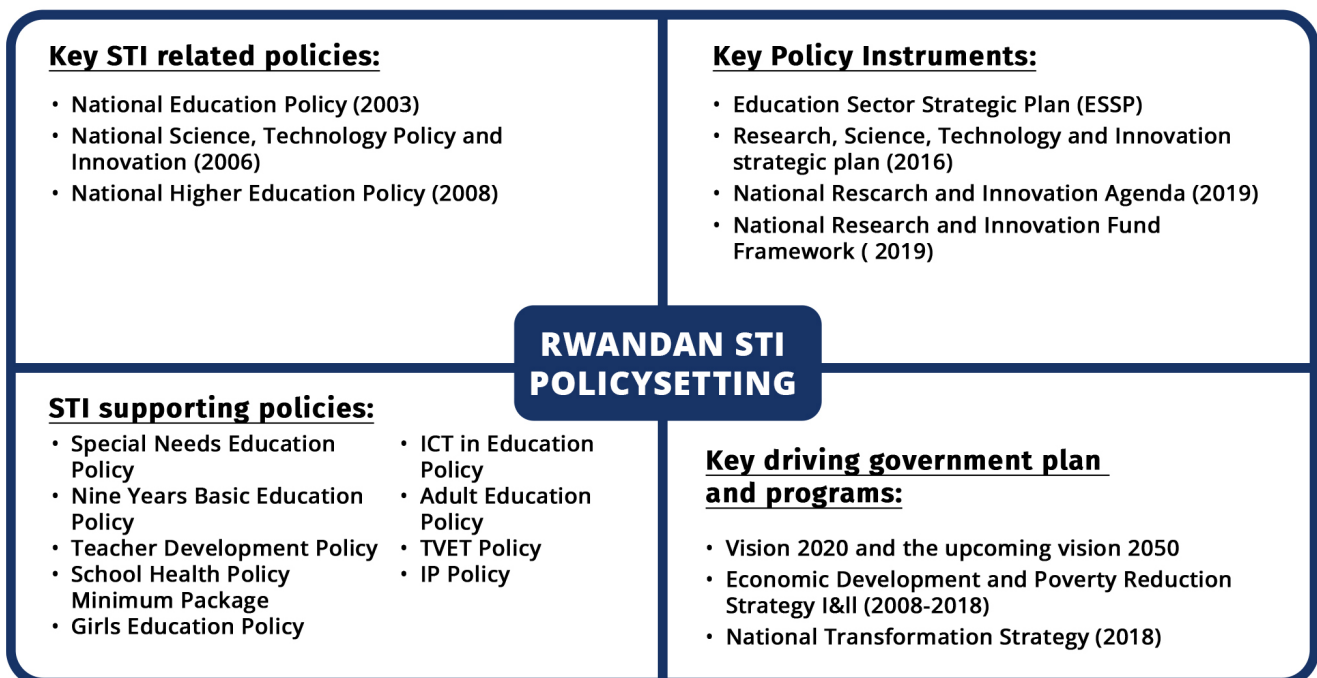 Key STI related policies:
• National Education Policy (2003)
• National Science, Technology Policy and
Innovation (2006)
• National Higher Education Policy (2008)
Key Policy Instruments:
• Education Sector Strategic Plan (ESSP)
• Research, Science, Technology and Innovation
strategic plan (2016)
• National Rescarch and Innovation Agenda (2019)
• National Research and Innovation Fund
Framework ( 2019)
RWANDAN STI
POLICYSETTING
STI supporting policies:
• Special Needs Education
Policy
• Nine Years Basic Education
Policy
• Teacher Development Policy
• School Health Policy
Minimum Package
• Girls Education Policy
• ICT in Education
Policy
• Adult Education
Policy
• TVET Policy
• IP Policy
Key driving government plan
and programs:
• Vision 2020 and the upcoming vision 2050
• Economic Development and Poverty Reduction
Strategy I&ll (2008-2018)
• National Transformation Strategy (2018)